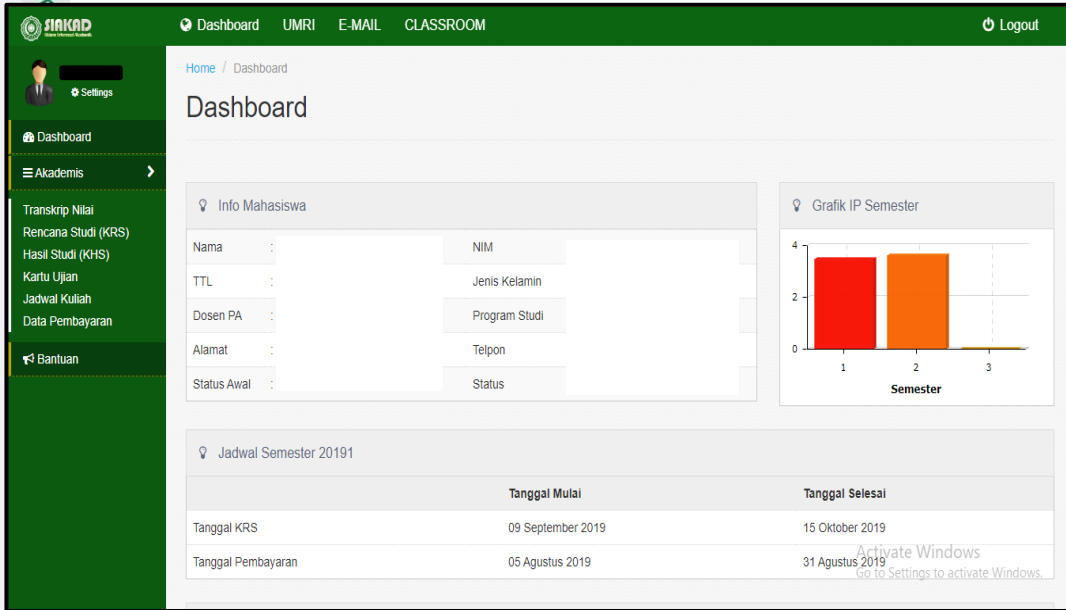 SIAKAD
Dashboard UMRI E-MAIL CLASSROOM Logout
Settings
Dashboard
Akademis
Transkrip Nilai
Rencana Studi (KRS)
Hasil Studi (KHS)
Kartu Ujian
Jadwal Kuliah
Data Pembayaran
Bantuan
Home / Dashboard
Dashboard
Info Mahasiswa
Nama : NIM
TTL : Jenis Kelamin
Dosen PA : Program Studi
Alamat : Telpon
Status Awal : Status
Grafik IP Semester
4
2
0
1 2 3
Semester
Jadwal Semester 20191
Tanggal Mulai Tanggal Selesai
Tanggal KRS 09 September 2019 15 Oktober 2019
Tanggal Pembayaran 05 Agustus 2019 31 Agustus 2019
Activate Windows
Go to Settings to activate Windows.